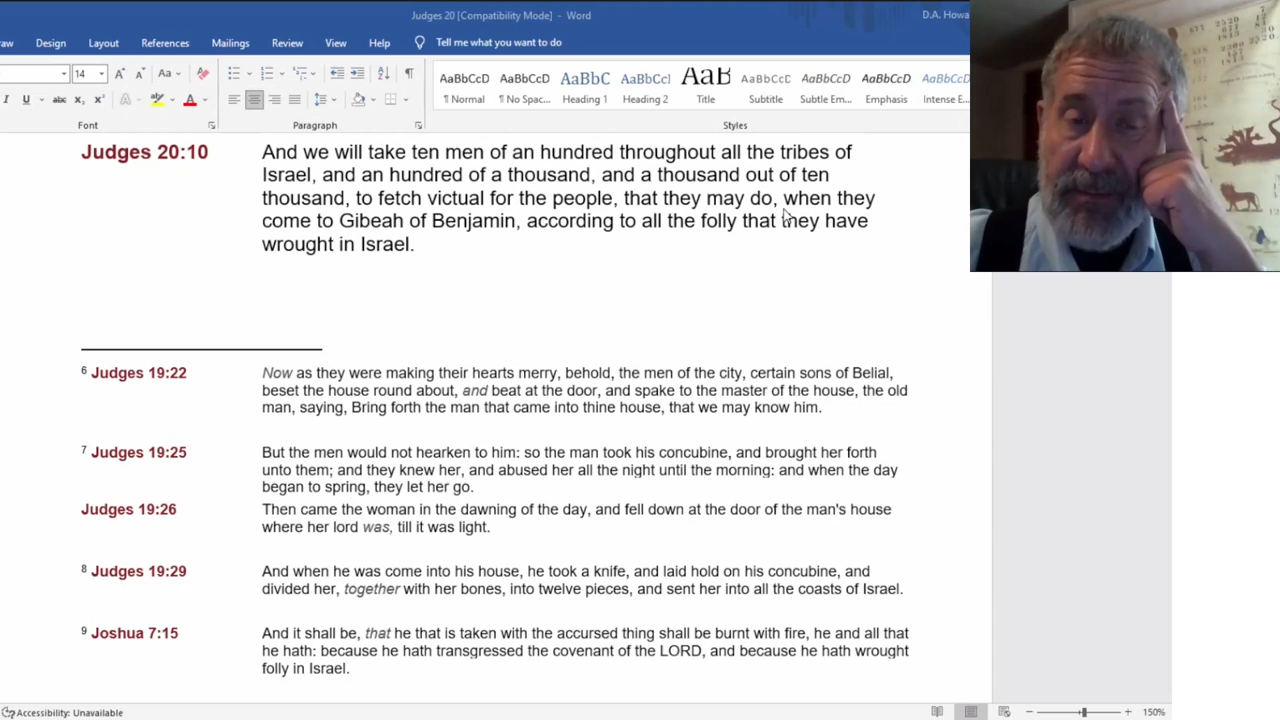 Judges 20 [Compatibility Mode] - Word
D.A. Howa
aw Design Layout References Mailings Review View Help Tell me what you want to do
14 A A Aa
I U abc x₂ x² A A
AaBbCcD AaBbCcD AaBbC AaBbCcl AaB AaBbCcD AaBbCcD AaBbCcD AaBbCcD
¶ Normal ¶ No Spac... Heading 1 Heading 2 Title Subtitle Subtle Em... Emphasis Intense E...
Font Paragraph Styles
Judges 20:10 And we will take ten men of an hundred throughout all the tribes of
Israel, and an hundred of a thousand, and a thousand out of ten
thousand, to fetch victual for the people, that they may do, when they
come to Gibeah of Benjamin, according to all the folly that they have
wrought in Israel.
6 Judges 19:22 Now as they were making their hearts merry, behold, the men of the city, certain sons of Belial,
beset the house round about, and beat at the door, and spake to the master of the house, the old
man, saying, Bring forth the man that came into thine house, that we may know him.
7 Judges 19:25 But the men would not hearken to him: so the man took his concubine, and brought her forth
unto them; and they knew her, and abused her all the night until the morning: and when the day
began to spring, they let her go.
Judges 19:26 Then came the woman in the dawning of the day, and fell down at the door of the man's house
where her lord was, till it was light.
8 Judges 19:29 And when he was come into his house, he took a knife, and laid hold on his concubine, and
divided her, together with her bones, into twelve pieces, and sent her into all the coasts of Israel.
9 Joshua 7:15 And it shall be, that he that is taken with the accursed thing shall be burnt with fire, he and all that
he hath: because he hath transgressed the covenant of the LORD, and because he hath wrought
folly in Israel.
Accessibility: Unavailable
150%